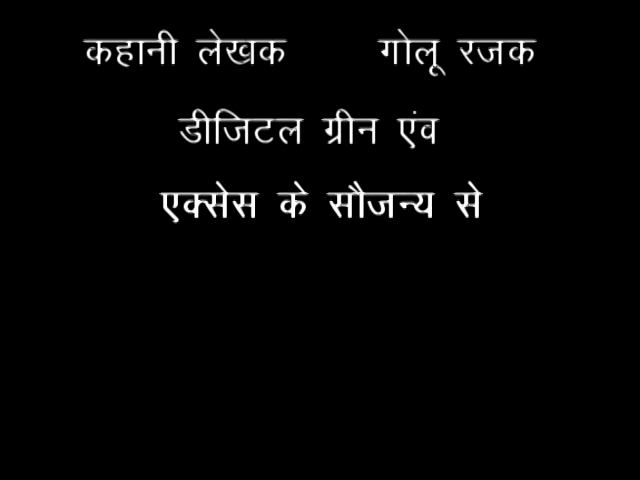 कहानी लेखक गोलू रजक
डीजिटल ग्रीन एंव
एक्सेस के सौजन्य से